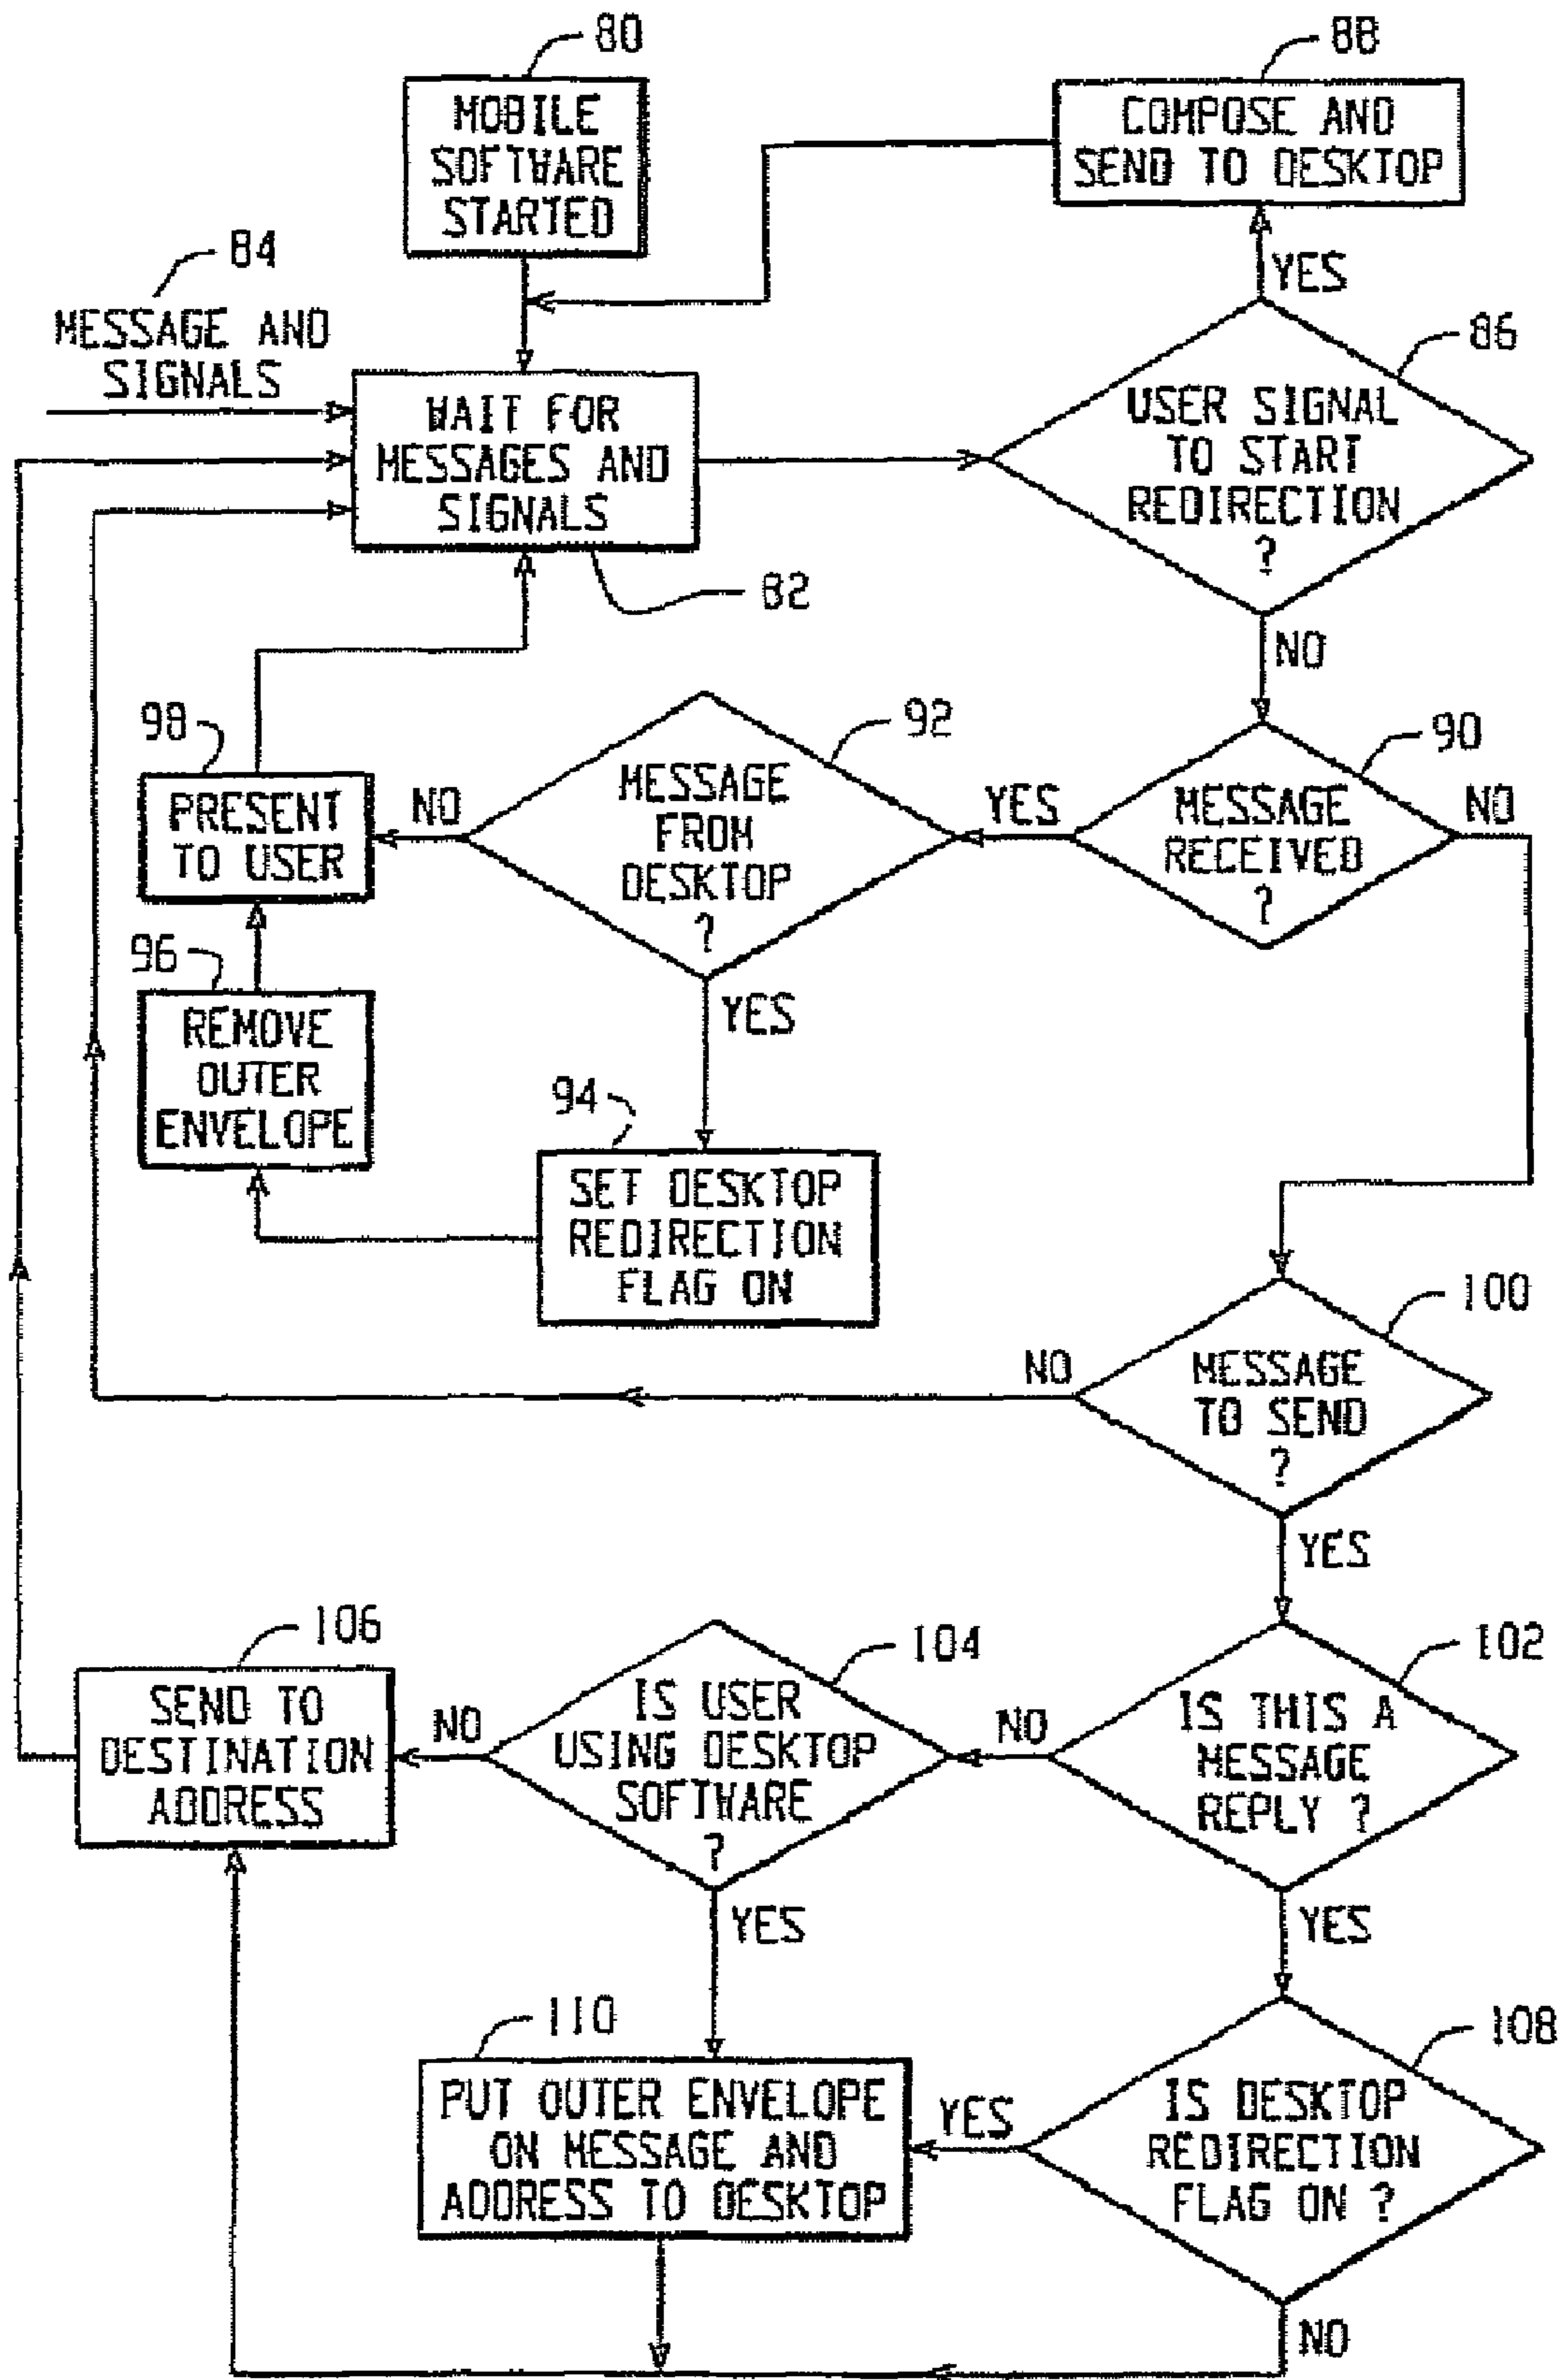 80
MOBILE
SOFTWARE
STARTED
88
COMPOSE AND
SEND TO DESKTOP
YES
84
MESSAGE AND
SIGNALS
WAIT FOR
MESSAGES AND
SIGNALS
82
86
USER SIGNAL
TO START
REDIRECTION
?
NO
98
PRESENT
TO USER
NO
92
MESSAGE
FROM
DESKTOP
?
YES
90
MESSAGE
RECEIVED
?
NO
96
REMOVE
OUTER
ENVELOPE
YES
94
SET DESKTOP
REDIRECTION
FLAG ON
100
MESSAGE
TO SEND
?
NO
YES
106
SEND TO
DESTINATION
ADDRESS
NO
104
IS USER
USING DESKTOP
SOFTWARE
?
NO
102
IS THIS A
MESSAGE
REPLY ?
YES
YES
110
PUT OUTER ENVELOPE
ON MESSAGE AND
ADDRESS TO DESKTOP
YES
108
IS DESKTOP
REDIRECTION
FLAG ON ?
NO